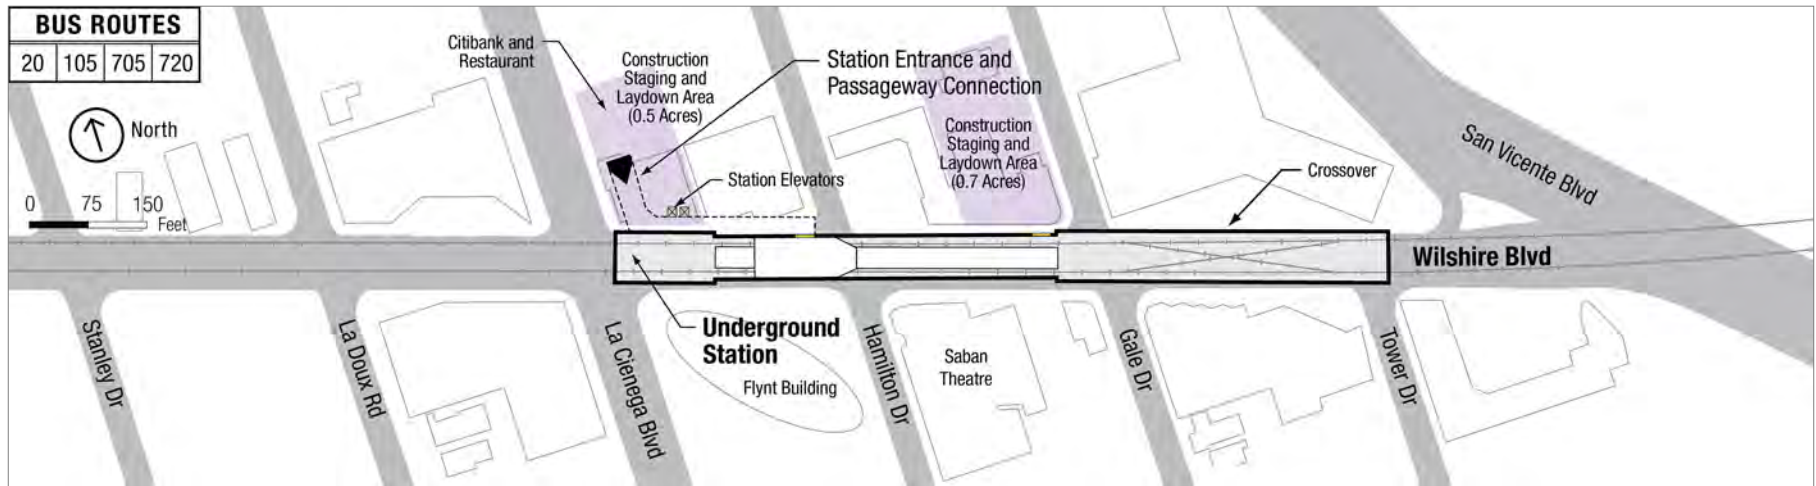 BUS ROUTES
20 105 705 720
North
0 75 150
Feet
Citibank and
Restaurant
Construction
Staging and
Laydown Area
(0.5 Acres)
Station Entrance and
Passageway Connection
Station Elevators
Construction
Staging and
Laydown Area
(0.7 Acres)
Crossover
San Vicente Blvd
Wilshire Blvd
Underground
Station
Flynt Building
Saban
Theatre
Stanley Dr
La Doux Rd
La Cienega Blvd
Hamilton Dr
Gale Dr
Tower Dr